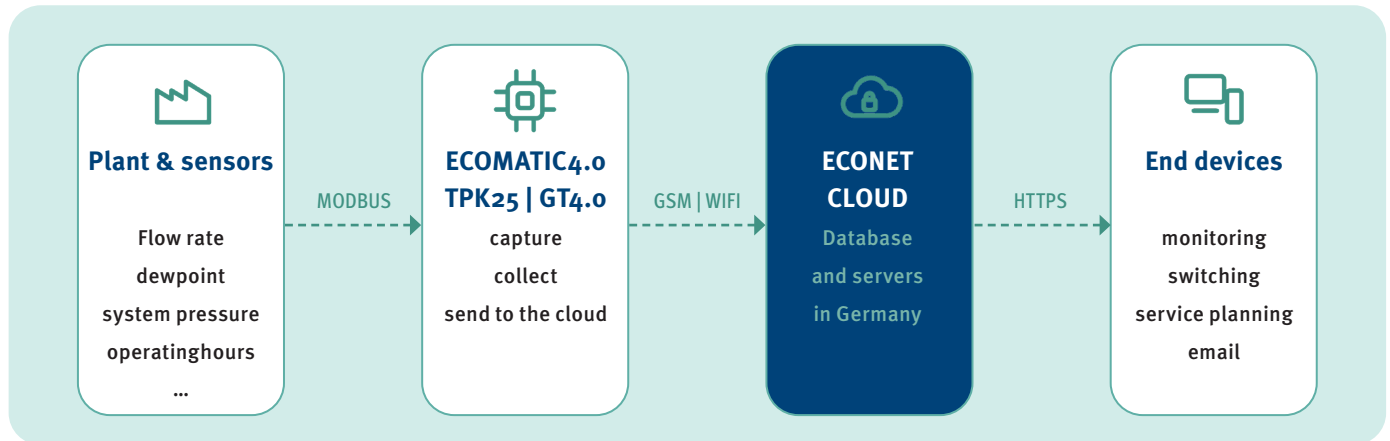 Plant & sensors
Flow rate
dewpoint
system pressure
operatinghours
...
MODBUS
ECOMATIC4.0
TPK25 | GT4.0
capture
collect
send to the cloud
GSM | WIFI
ECONET
CLOUD
Database
and servers
in Germany
HTTPS
End devices
monitoring
switching
service planning
email